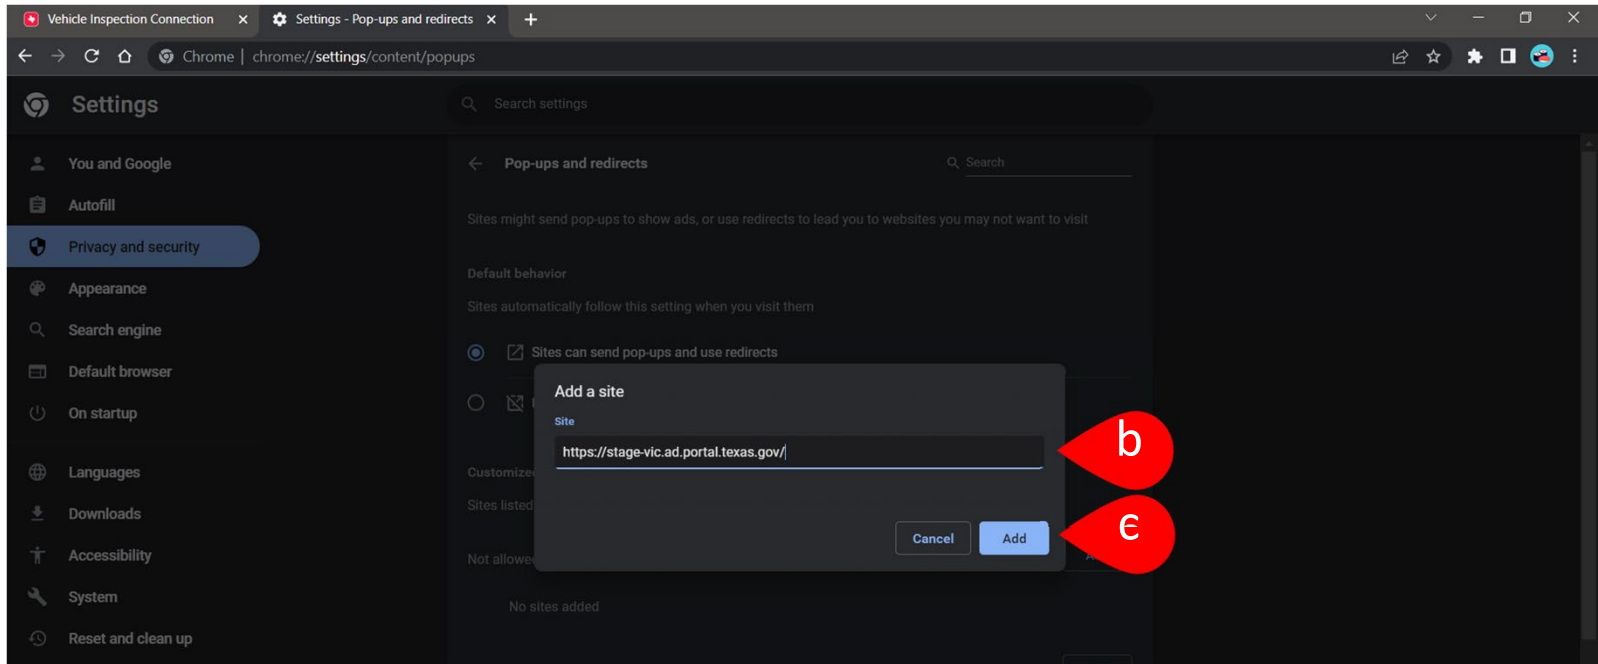 Vehicle Inspection Connection
Settings - Pop-ups and redirects
Chrome | chrome://settings/content/popups
Settings
Search settings
You and Google
Autofill
Privacy and security
Appearance
Search engine
Default browser
On startup
Languages
Downloads
Accessibility
System
Reset and clean up
Pop-ups and redirects
Search
Sites might send pop-ups to show ads, or use redirects to lead you to websites you may not want to visit
Default behavior
Sites automatically follow this setting when you visit them
Sites can send pop-ups and use redirects
Add a site
Site
https://stage-vic.ad.portal.texas.gov/
b
Customize
Sites listed
Cancel
Add
c
Not allowe
No sites added